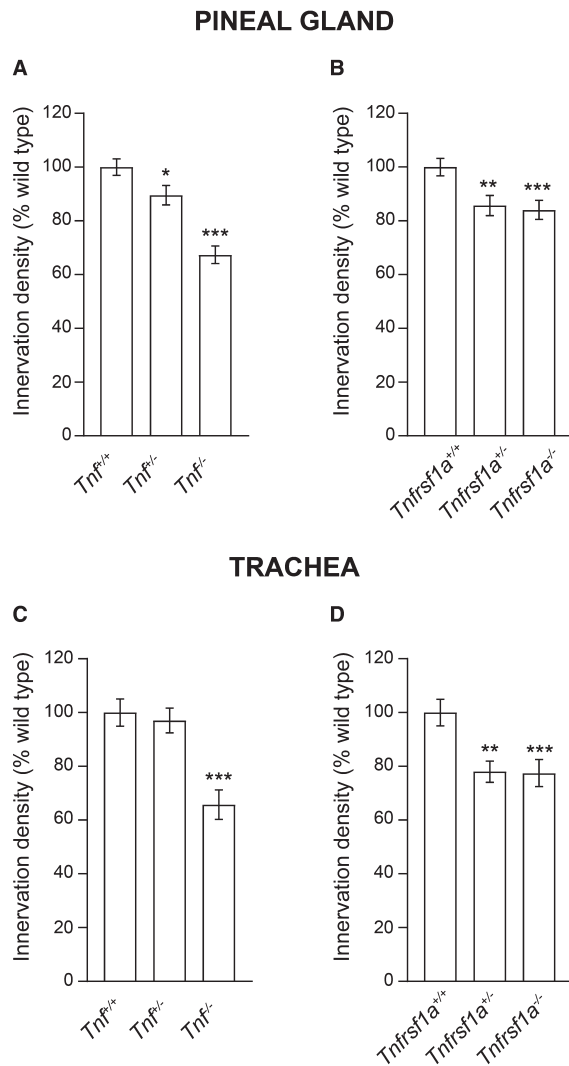 PINEAL GLAND
A
B
Innervation density (% wild type)
120
100
80
60
40
20
0
*
***
Tnf+/+
Tnf+/-
Tnf-/-
Innervation density (% wild type)
120
100
80
60
40
20
0
**
***
Tnfrsf1a+/+
Tnfrsf1a+/-
Tnfrsf1a-/-
TRACHEA
C
D
Innervation density (% wild type)
120
100
80
60
40
20
0
***
Tnf+/+
Tnf+/-
Tnf-/-
Innervation density (% wild type)
120
100
80
60
40
20
0
**
***
Tnfrsf1a+/+
Tnfrsf1a+/-
Tnfrsf1a-/-